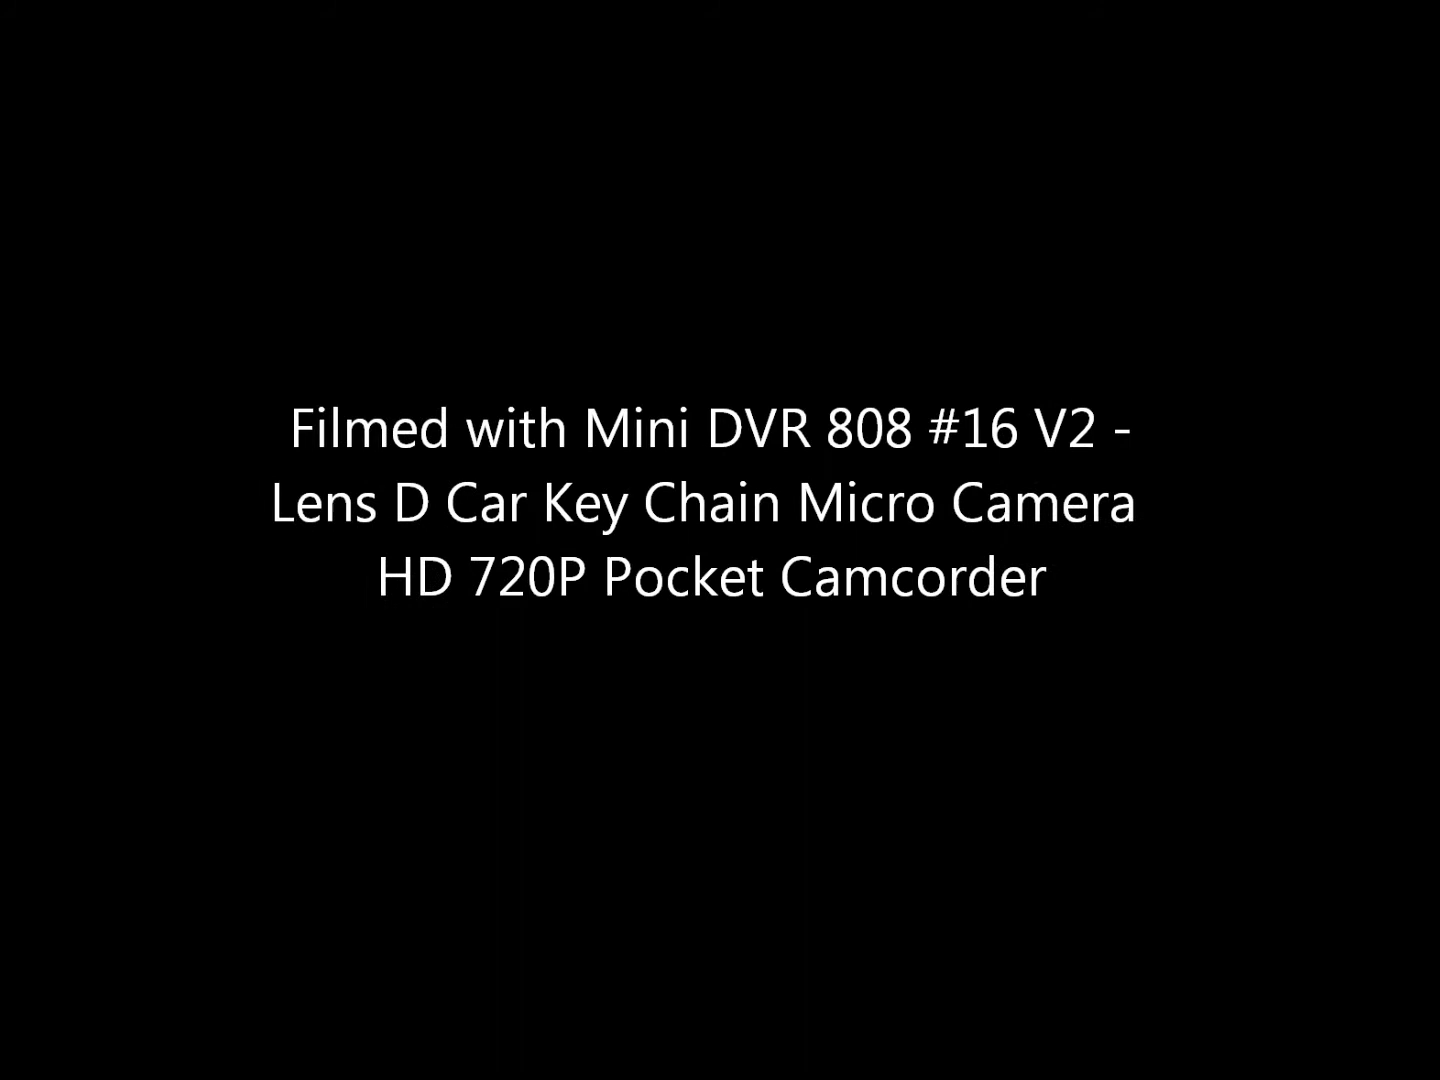 Filmed with Mini DVR 808 #16 V2 -
Lens D Car Key Chain Micro Camera
HD 720P Pocket Camcorder